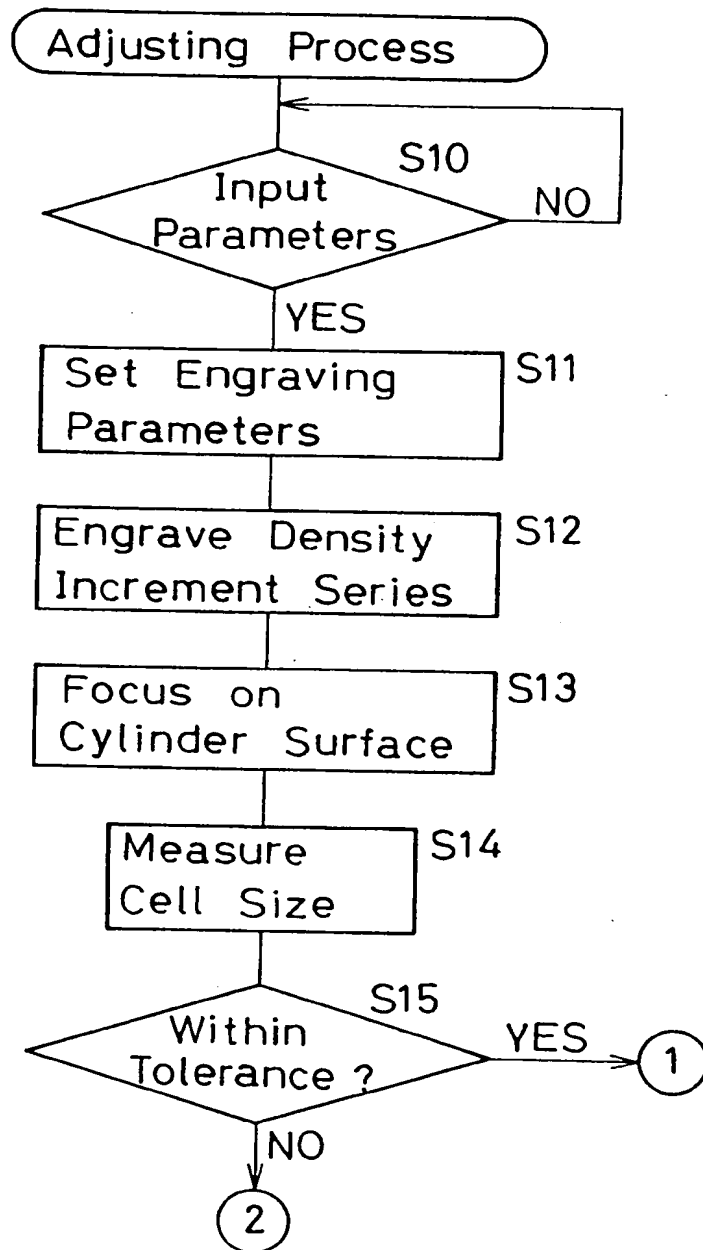 Adjusting Process
S10
Input
Parameters
NO
YES
Set Engraving
Parameters
S11
Engrave Density
Increment Series
S12
Focus on
Cylinder Surface
S13
Measure
Cell Size
S14
S15
Within
Tolerance ?
YES
1
NO
2